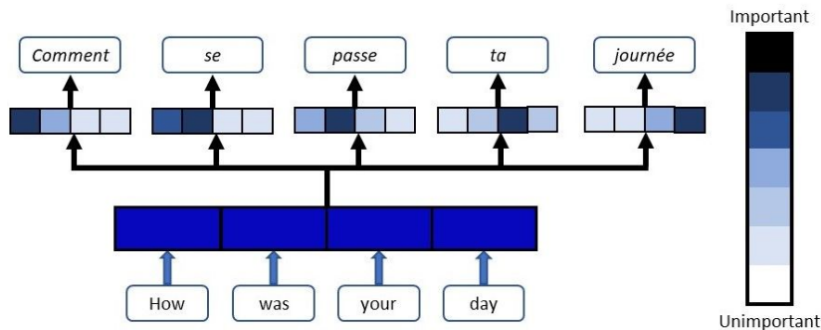 Important
Comment se passe ta journée
How was your day
Unimportant